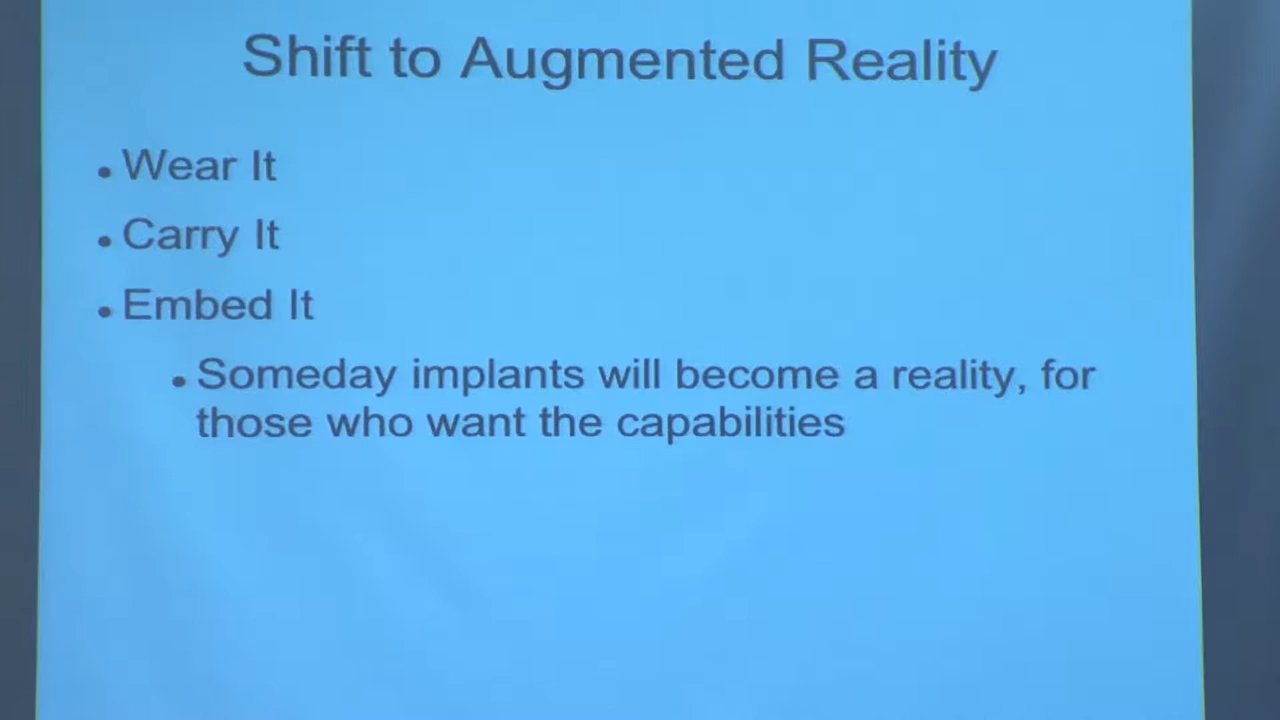 Shift to Augmented Reality
• Wear It
• Carry It
• Embed It
• Someday implants will become a reality, for
those who want the capabilities